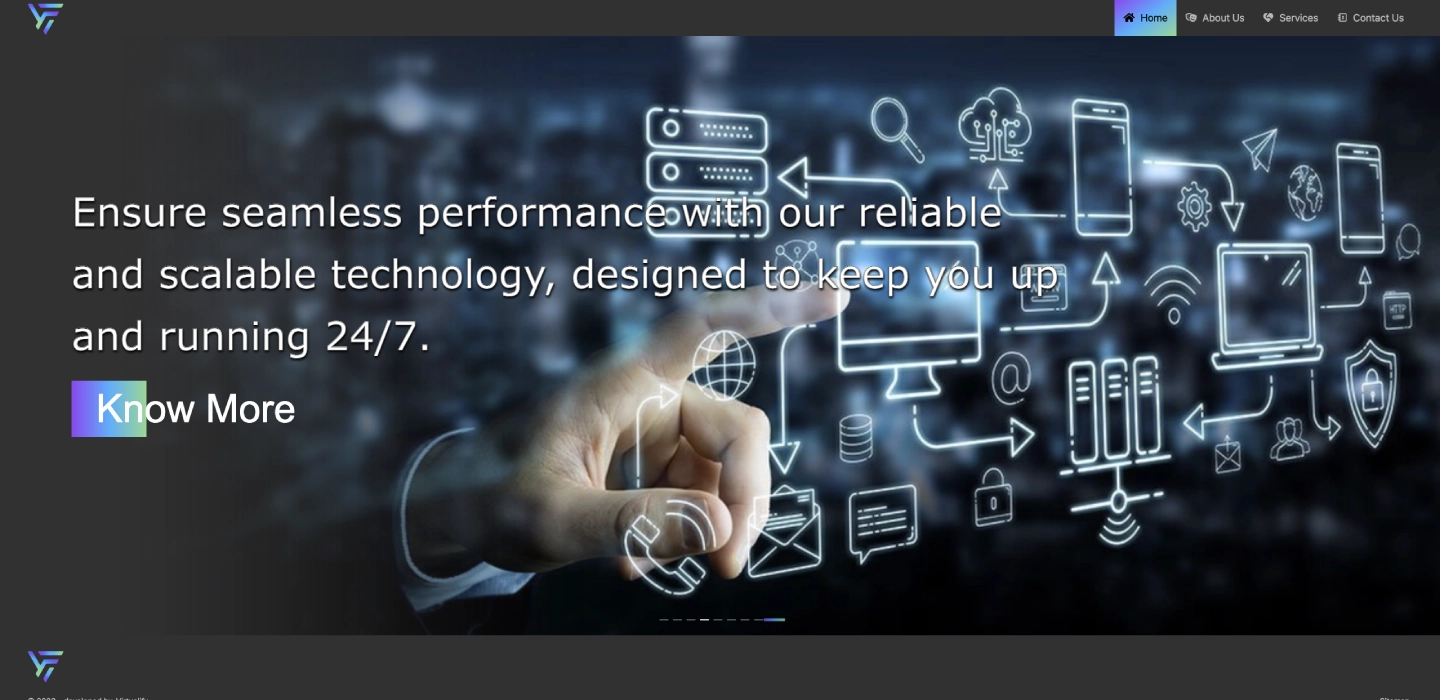 Home
About Us
Services
Contact Us
Ensure seamless performance with our reliable
and scalable technology, designed to keep you up
and running 24/7.
Know More
HTTP
@